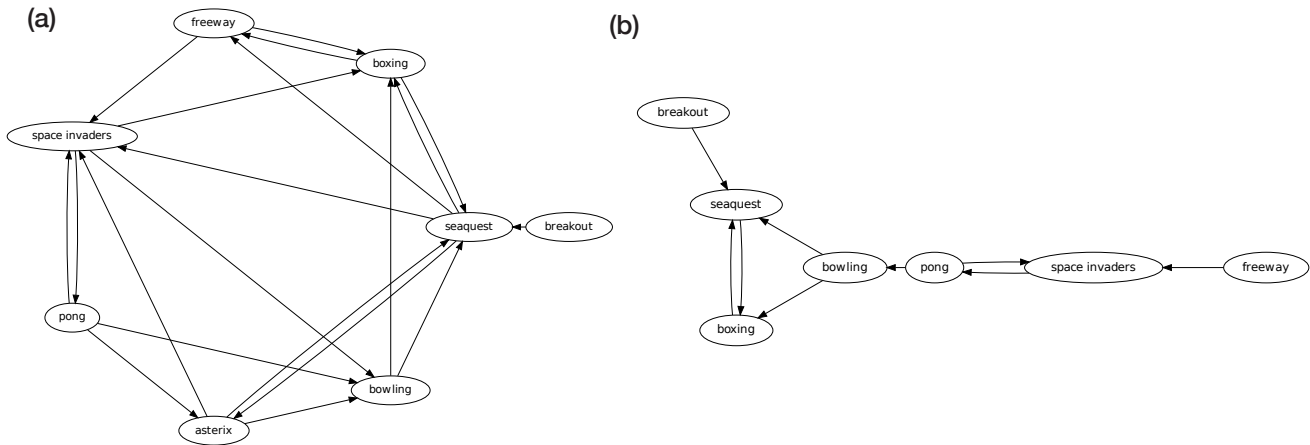 (a)
freeway
boxing
space invaders
seaquest
breakout
pong
bowling
asterix
(b)
breakout
seaquest
bowling
pong
space invaders
freeway
boxing